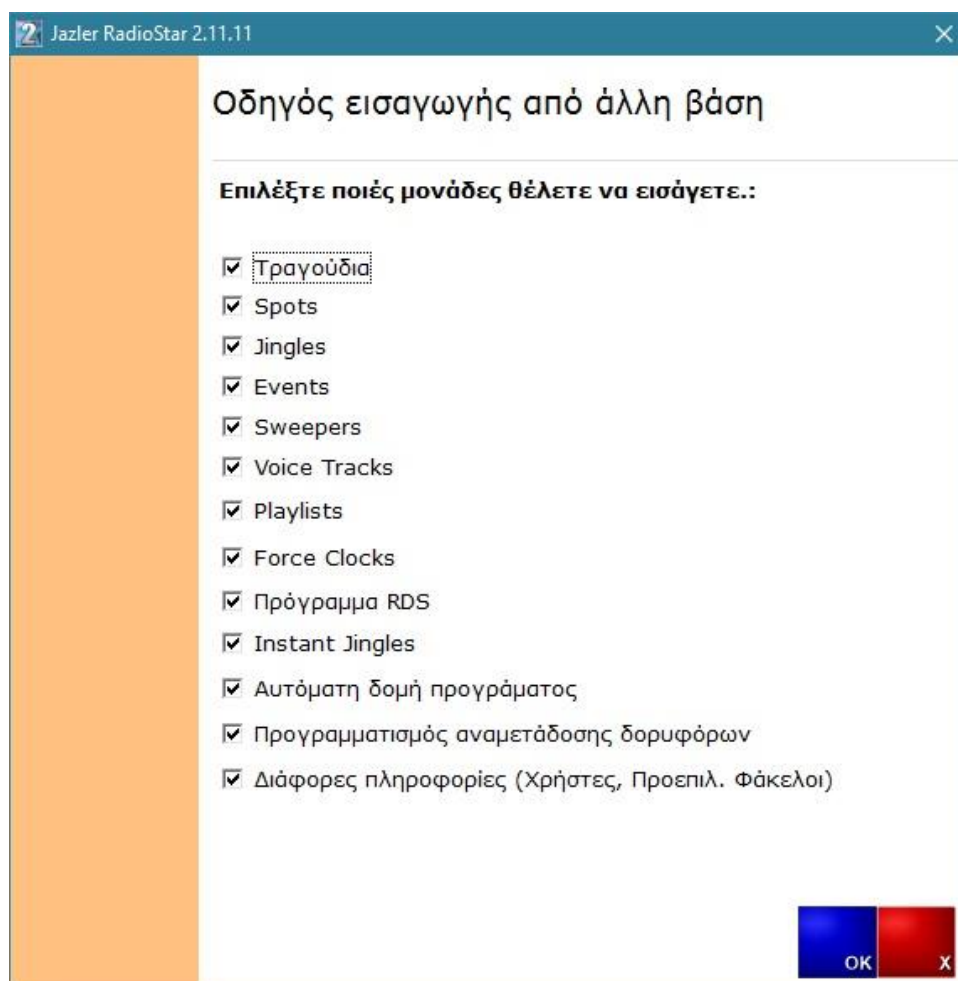 2 Jazler RadioStar 2.11.11
Οδηγός εισαγωγής από άλλη βάση
Επιλέξτε ποιές μονάδες θέλετε να εισάγετε.:
Τραγούδια
Spots
Jingles
Events
Sweepers
Voice Tracks
Playlists
Force Clocks
Πρόγραμμα RDS
Instant Jingles
Αυτόματη δομή προγράματος
Προγραμματισμός αναμετάδοσης δορυφόρων
Διάφορες πληροφορίες (Χρήστες, Προεπιλ. Φάκελοι)
OK X